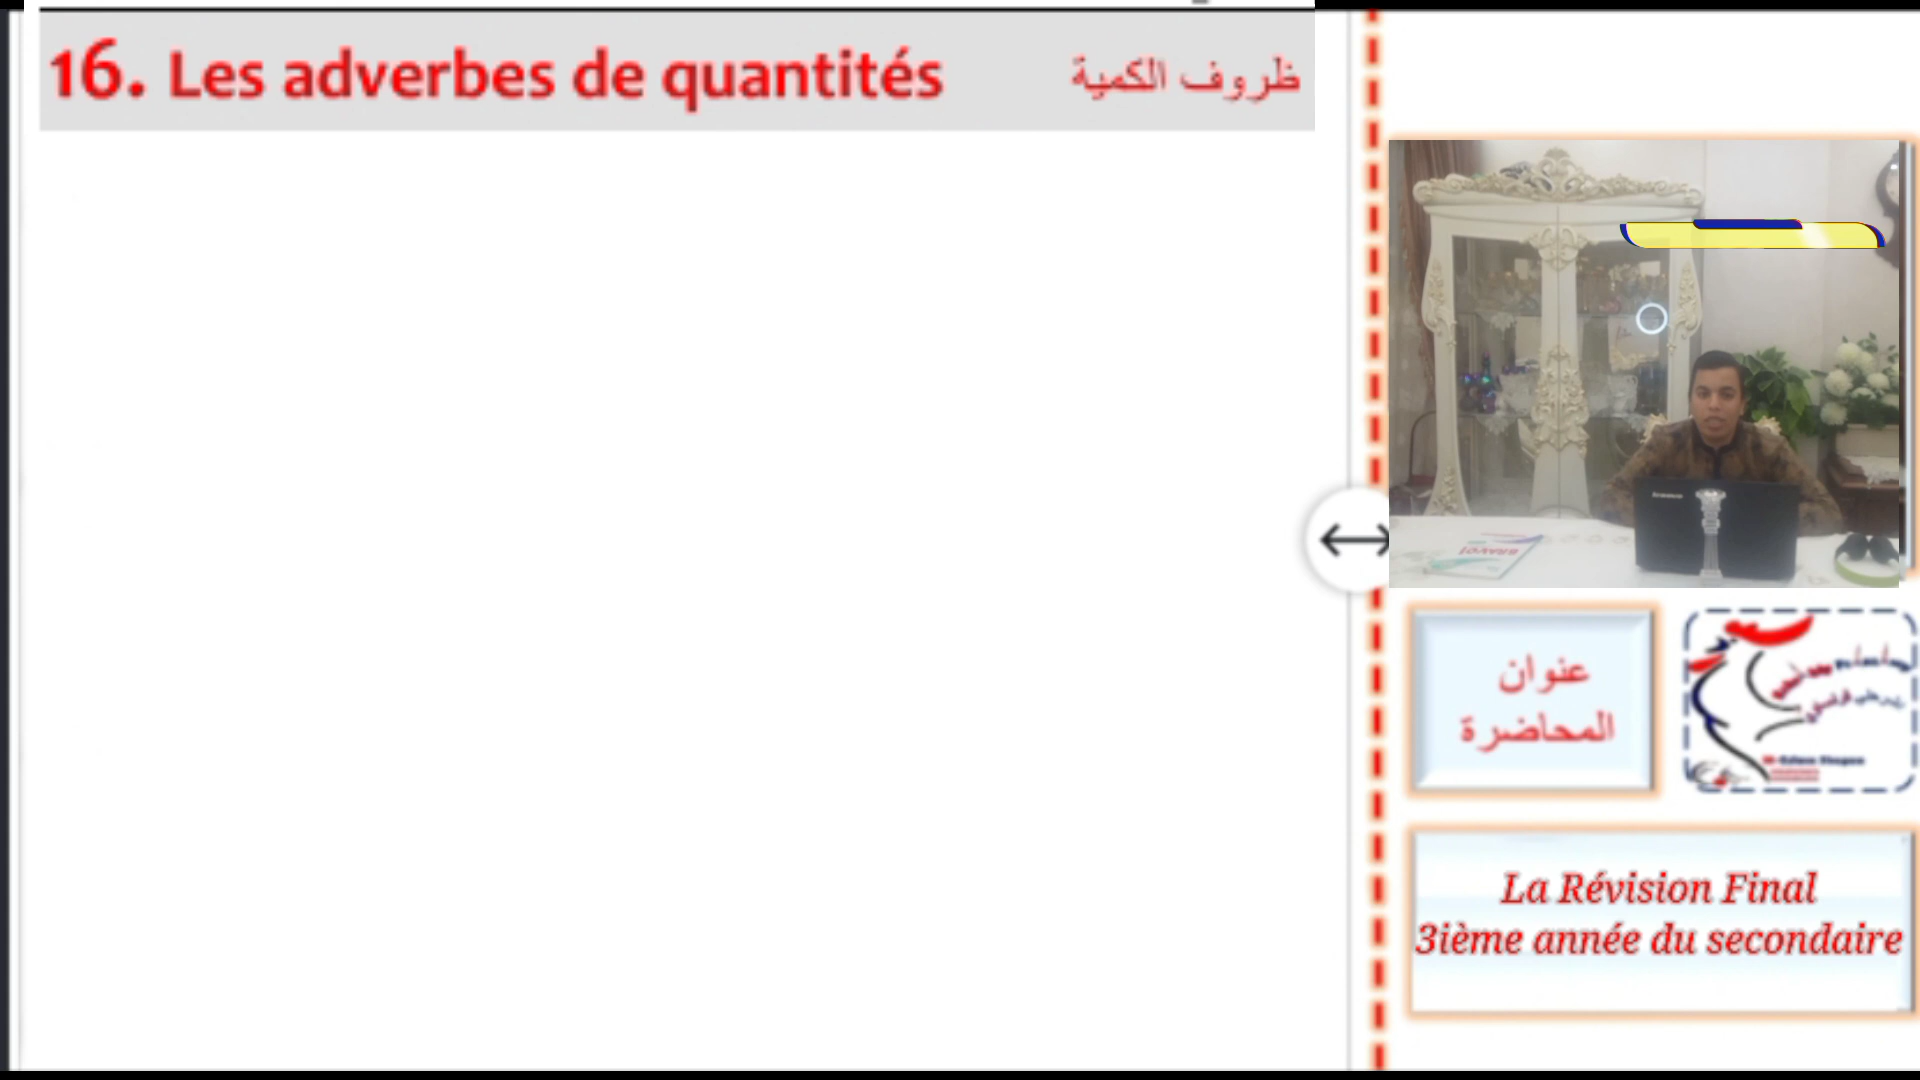 16. Les adverbes de quantités
ظروف الكمية
عنوان
المحاضرة
La Révision Final
3ième année du secondaire